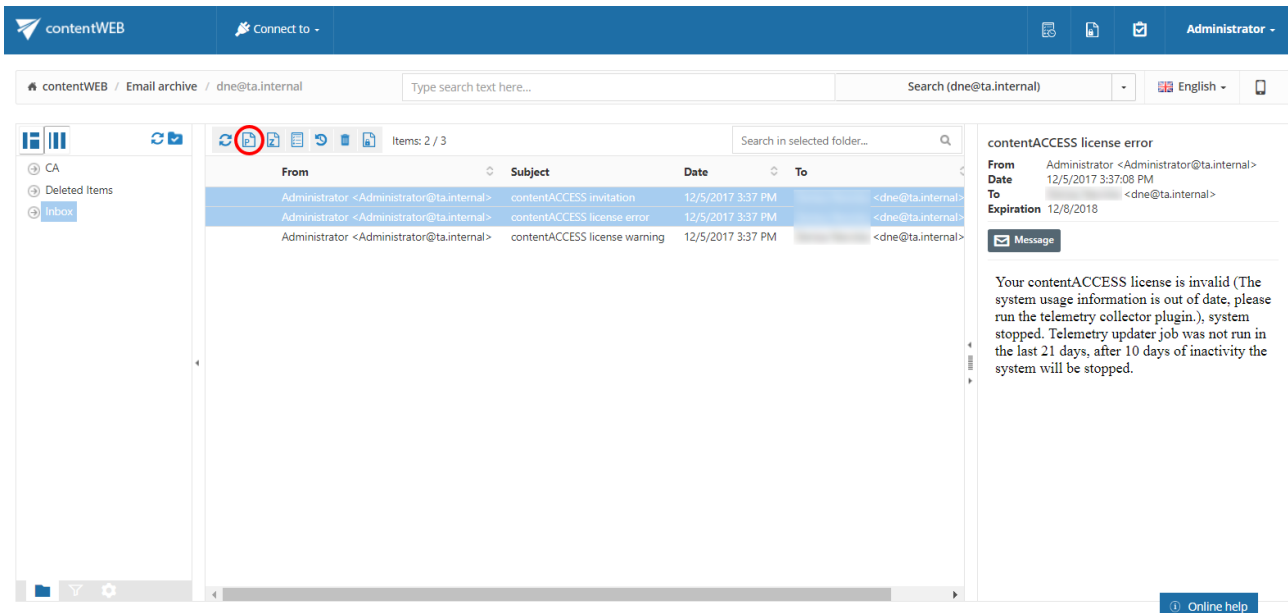 contentWEB
Connect to
Administrator
contentWEB / Email archive / dne@ta.internal
Type search text here...
Search (dne@ta.internal)
English
Items: 2 / 3
Search in selected folder...
CA
Deleted Items
Inbox
From Subject Date To
Administrator <Administrator@ta.internal> contentACCESS invitation 12/5/2017 3:37 PM <dne@ta.internal>
Administrator <Administrator@ta.internal> contentACCESS license error 12/5/2017 3:37 PM <dne@ta.internal>
Administrator <Administrator@ta.internal> contentACCESS license warning 12/5/2017 3:37 PM <dne@ta.internal>
contentACCESS license error
From Administrator <Administrator@ta.internal>
Date 12/5/2017 3:37:08 PM
To <dne@ta.internal>
Expiration 12/8/2018
Message
Your contentACCESS license is invalid (The
system usage information is out of date, please
run the telemetry collector plugin.), system
stopped. Telemetry updater job was not run in
the last 21 days, after 10 days of inactivity the
system will be stopped.
Online help